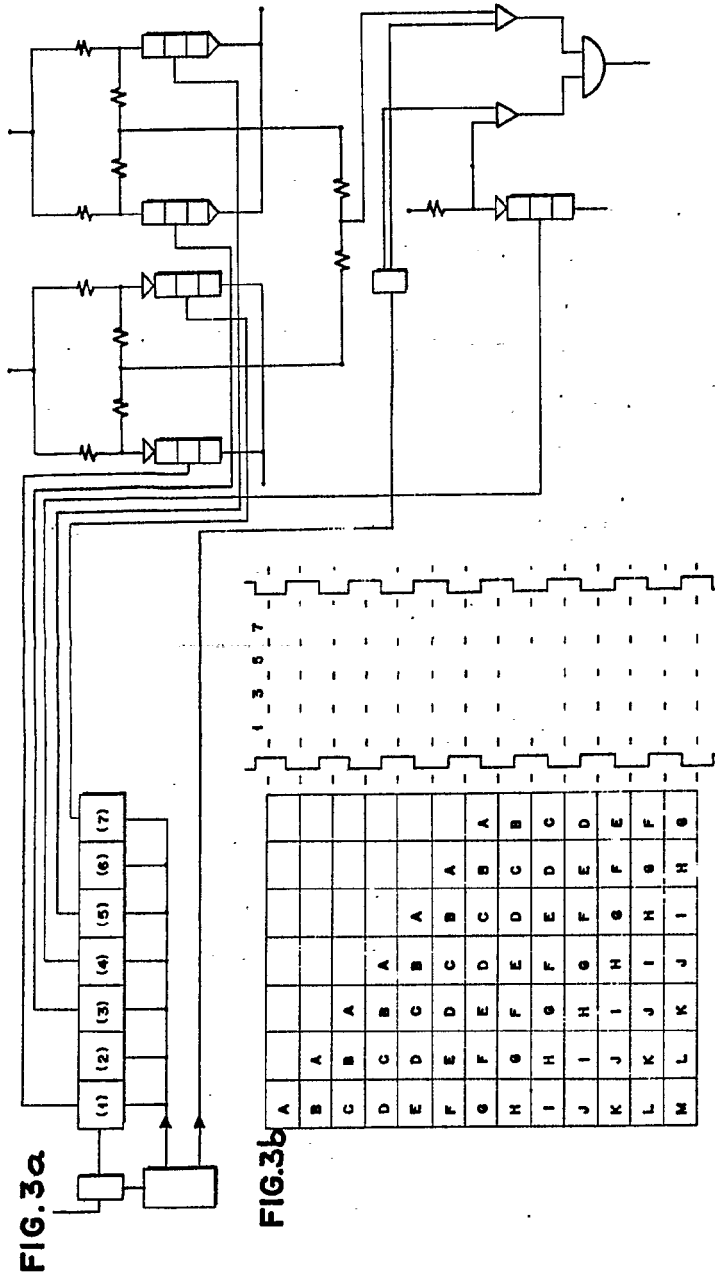 FIG. 3a
(1) (2) (3) (4) (5) (6) (7)
FIG.3b
1 3 5 7
A
B A
C B A
D C B A
E D C B A
F E D C B A
G F E D C B A
H G F E D C B
I H G F E D C
J I H G F E D
K J I H G F E
L K J I H G F
M L K J I H G